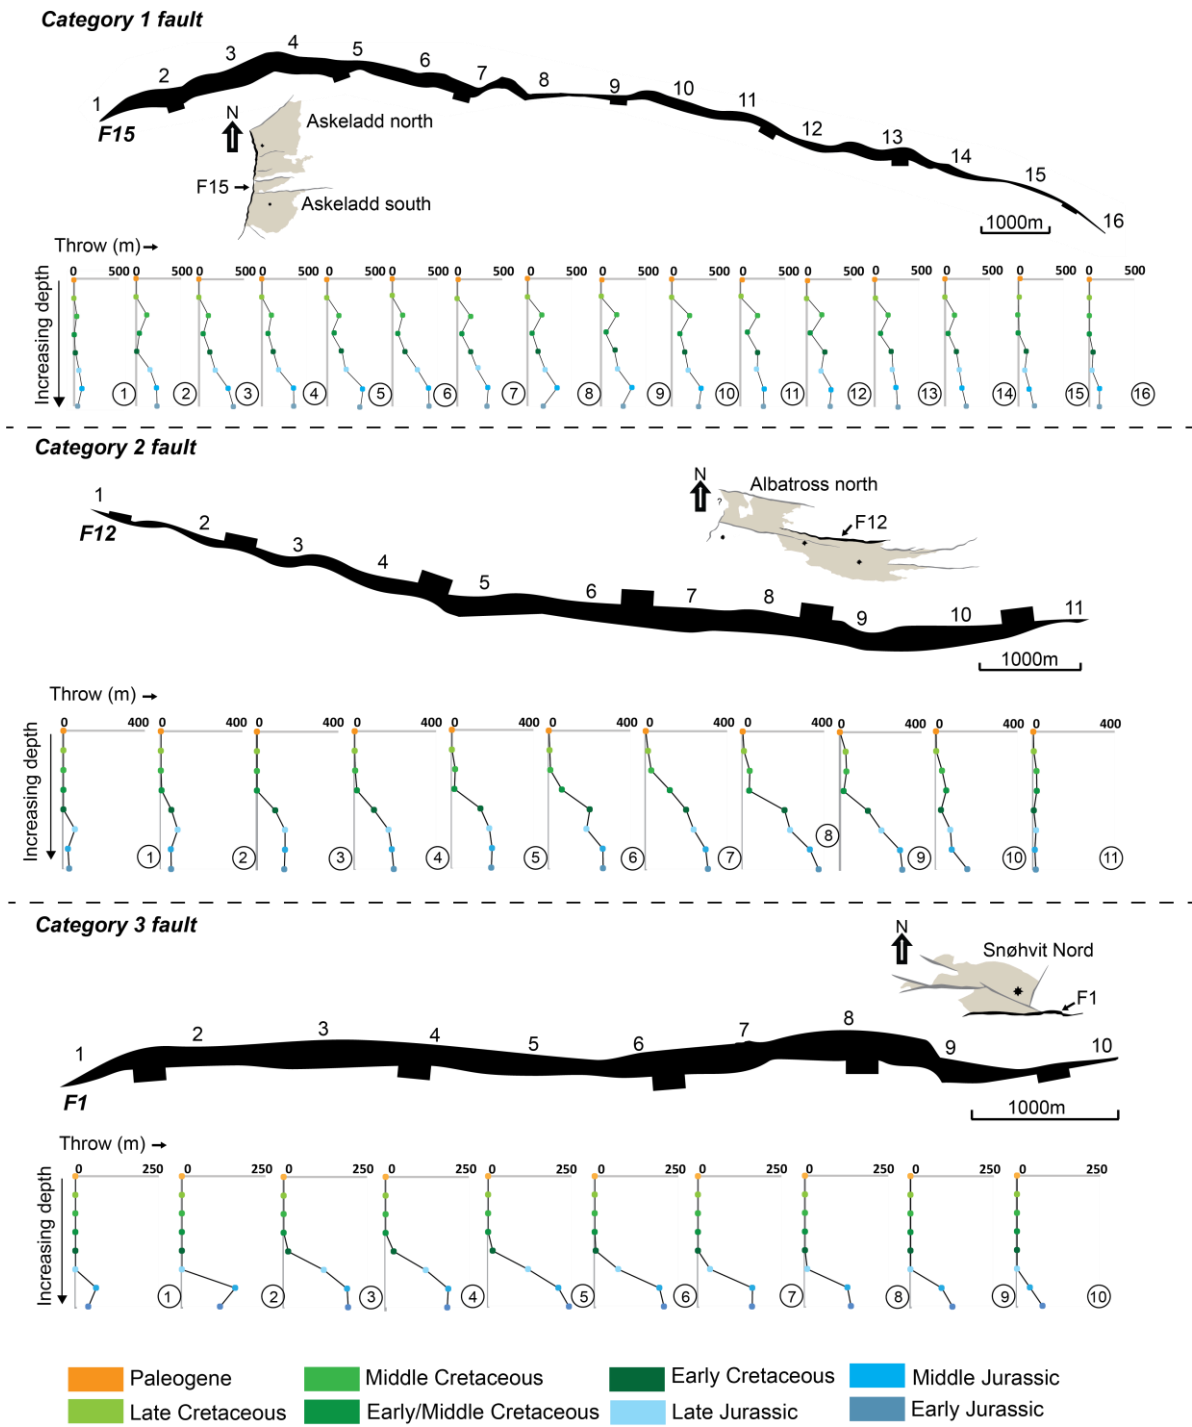 Category 1 fault
1 2 3 4 5 6 7 8 9 10 11 12 13 14 15 16
F15
N
Askeladd north
F15
Askeladd south
1000m
Throw (m)
0 500 0 500 0 500 0 500 0 500 0 500 0 500 0 500 0 500 0 500 0 500 0 500 0 500 0 500 0 500 0 500
Increasing depth
1 2 3 4 5 6 7 8 9 10 11 12 13 14 15 16
Category 2 fault
1 2 3 4 5 6 7 8 9 10 11
F12
N
Albatross north
?
F12
1000m
Throw (m)
0 400 0 400 0 400 0 400 0 400 0 400 0 400 0 400 0 400 0 400 0 400
Increasing depth
1 2 3 4 5 6 7 8 9 10 11
Category 3 fault
N
Snøhvit Nord
F1
1 2 3 4 5 6 7 8 9 10
F1
1000m
Throw (m)
0 250 0 250 0 250 0 250 0 250 0 250 0 250 0 250 0 250 0 250
Increasing depth
1 2 3 4 5 6 7 8 9 10
Paleogene
Middle Cretaceous
Early Cretaceous
Middle Jurassic
Late Cretaceous
Early/Middle Cretaceous
Late Jurassic
Early Jurassic